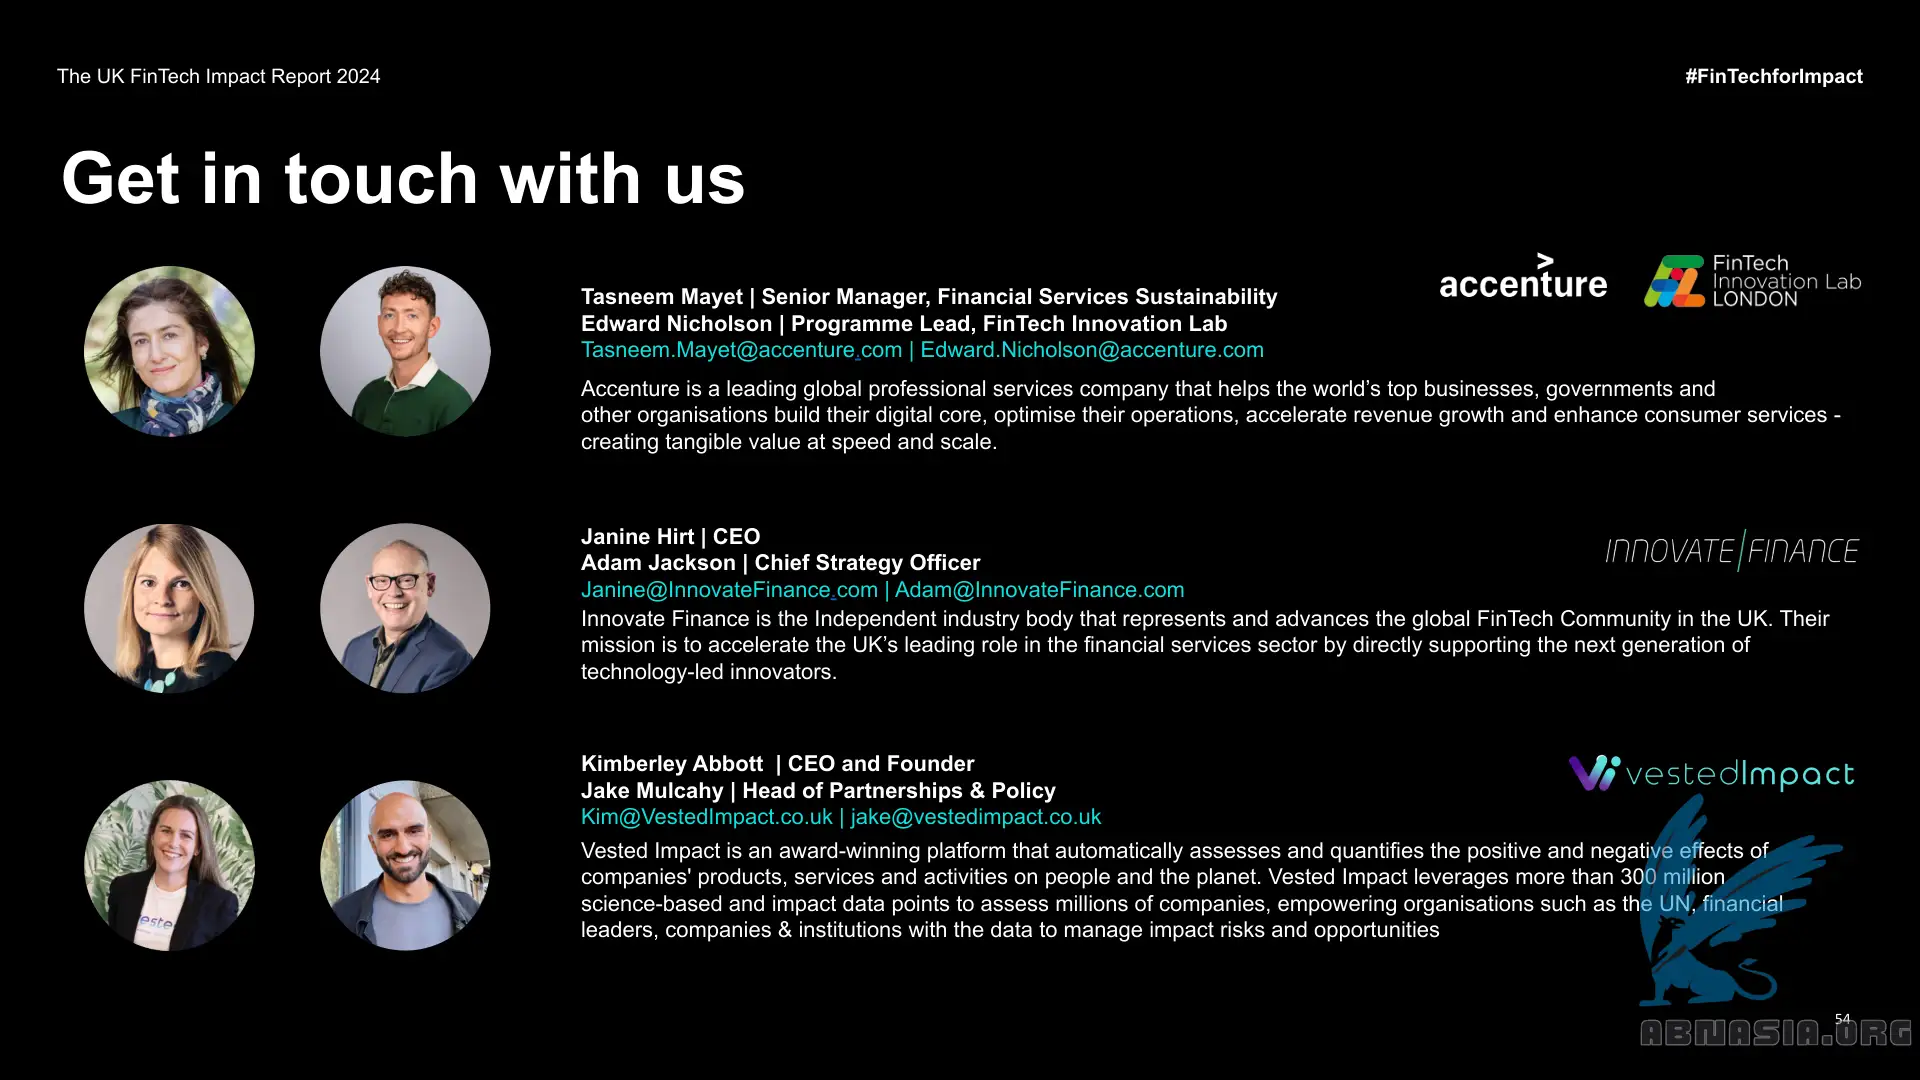 The UK FinTech Impact Report 2024
#FinTechforImpact
Get in touch with us
accenture
FinTech
Innovation Lab
LONDON
Tasneem Mayet | Senior Manager, Financial Services Sustainability
Edward Nicholson | Programme Lead, FinTech Innovation Lab
Tasneem.Mayet@accenture.com | Edward.Nicholson@accenture.com
Accenture is a leading global professional services company that helps the world’s top businesses, governments and
other organisations build their digital core, optimise their operations, accelerate revenue growth and enhance consumer services -
creating tangible value at speed and scale.
Janine Hirt | CEO
Adam Jackson | Chief Strategy Officer
Janine@InnovateFinance.com | Adam@InnovateFinance.com
INNOVATE/FINANCE
Innovate Finance is the Independent industry body that represents and advances the global FinTech Community in the UK. Their
mission is to accelerate the UK’s leading role in the financial services sector by directly supporting the next generation of
technology-led innovators.
Kimberley Abbott | CEO and Founder
Jake Mulcahy | Head of Partnerships & Policy
Kim@VestedImpact.co.uk | jake@vestedimpact.co.uk
vestedImpact
Vested Impact is an award-winning platform that automatically assesses and quantifies the positive and negative effects of
companies' products, services and activities on people and the planet. Vested Impact leverages more than 300 million
science-based and impact data points to assess millions of companies, empowering organisations such as the UN, financial
leaders, companies & institutions with the data to manage impact risks and opportunities
54
ABNASIA.ORG